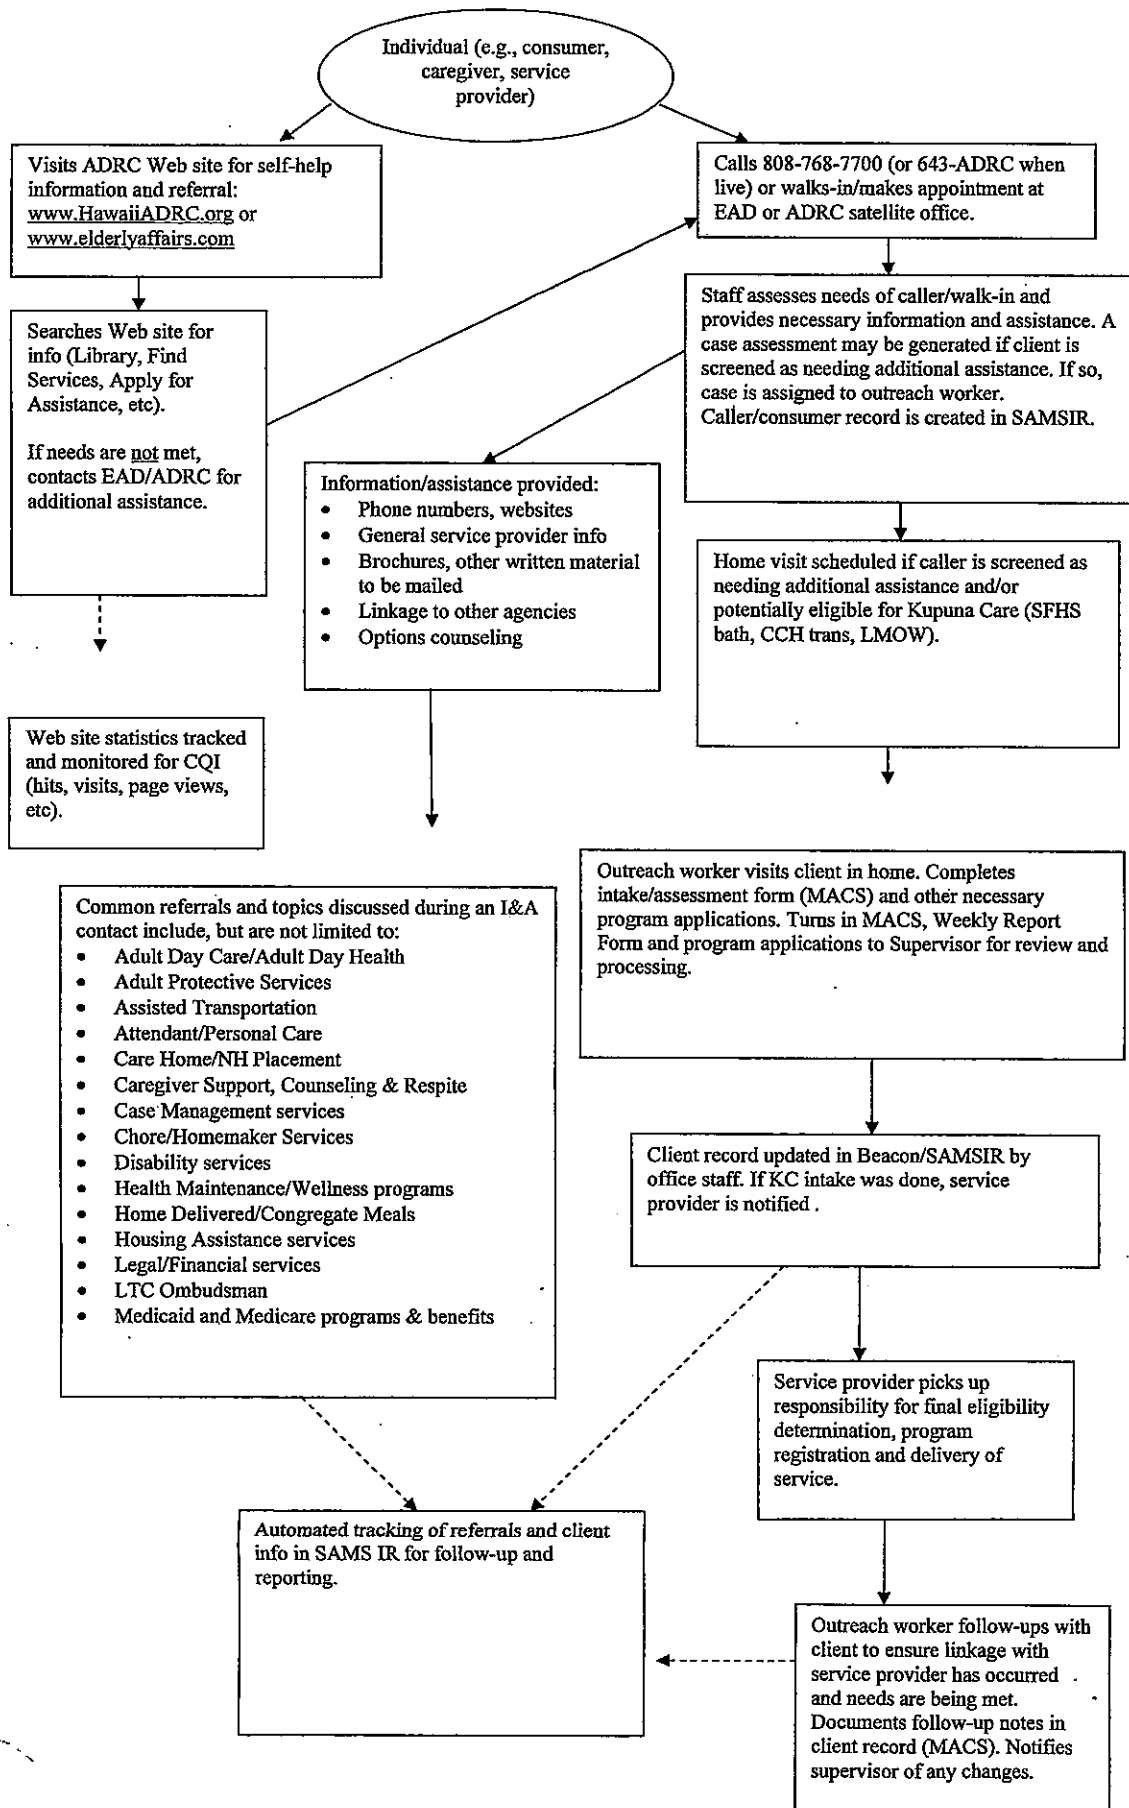 Individual (e.g., consumer,
caregiver, service
provider)
Visits ADRC Web site for self-help
information and referral:
www.HawaiiADRC.org or
www.elderlyaffairs.com
Calls 808-768-7700 (or 643-ADRC when
live) or walks-in/makes appointment at
EAD or ADRC satellite office.
Searches Web site for
info (Library, Find
Services, Apply for
Assistance, etc).
If needs are not met,
contacts EAD/ADRC for
additional assistance.
Staff assesses needs of caller/walk-in and
provides necessary information and assistance. A
case assessment may be generated if client is
screened as needing additional assistance. If so,
case is assigned to outreach worker.
Caller/consumer record is created in SAMSIR.
Information/assistance provided:
• Phone numbers, websites
• General service provider info
• Brochures, other written material
to be mailed
• Linkage to other agencies
• Options counseling
Home visit scheduled if caller is screened as
needing additional assistance and/or
potentially eligible for Kupuna Care (SFHS
bath, CCH trans, LMOW).
Web site statistics tracked
and monitored for CQI
(hits, visits, page views,
etc).
Outreach worker visits client in home. Completes
intake/assessment form (MACS) and other necessary
program applications. Turns in MACS, Weekly Report
Form and program applications to Supervisor for review and
processing.
Common referrals and topics discussed during an I&A
contact include, but are not limited to:
• Adult Day Care/Adult Day Health
• Adult Protective Services
• Assisted Transportation
• Attendant/Personal Care
• Care Home/NH Placement
• Caregiver Support, Counseling & Respite
• Case Management services
• Chore/Homemaker Services
• Disability services
• Health Maintenance/Wellness programs
• Home Delivered/Congregate Meals
• Housing Assistance services
• Legal/Financial services
• LTC Ombudsman
• Medicaid and Medicare programs & benefits
Client record updated in Beacon/SAMSIR by
office staff. If KC intake was done, service
provider is notified .
Service provider picks up
responsibility for final eligibility
determination, program
registration and delivery of
service.
Automated tracking of referrals and client
info in SAMS IR for follow-up and
reporting.
Outreach worker follow-ups with
client to ensure linkage with
service provider has occurred
and needs are being met.
Documents follow-up notes in
client record (MACS). Notifies
supervisor of any changes.